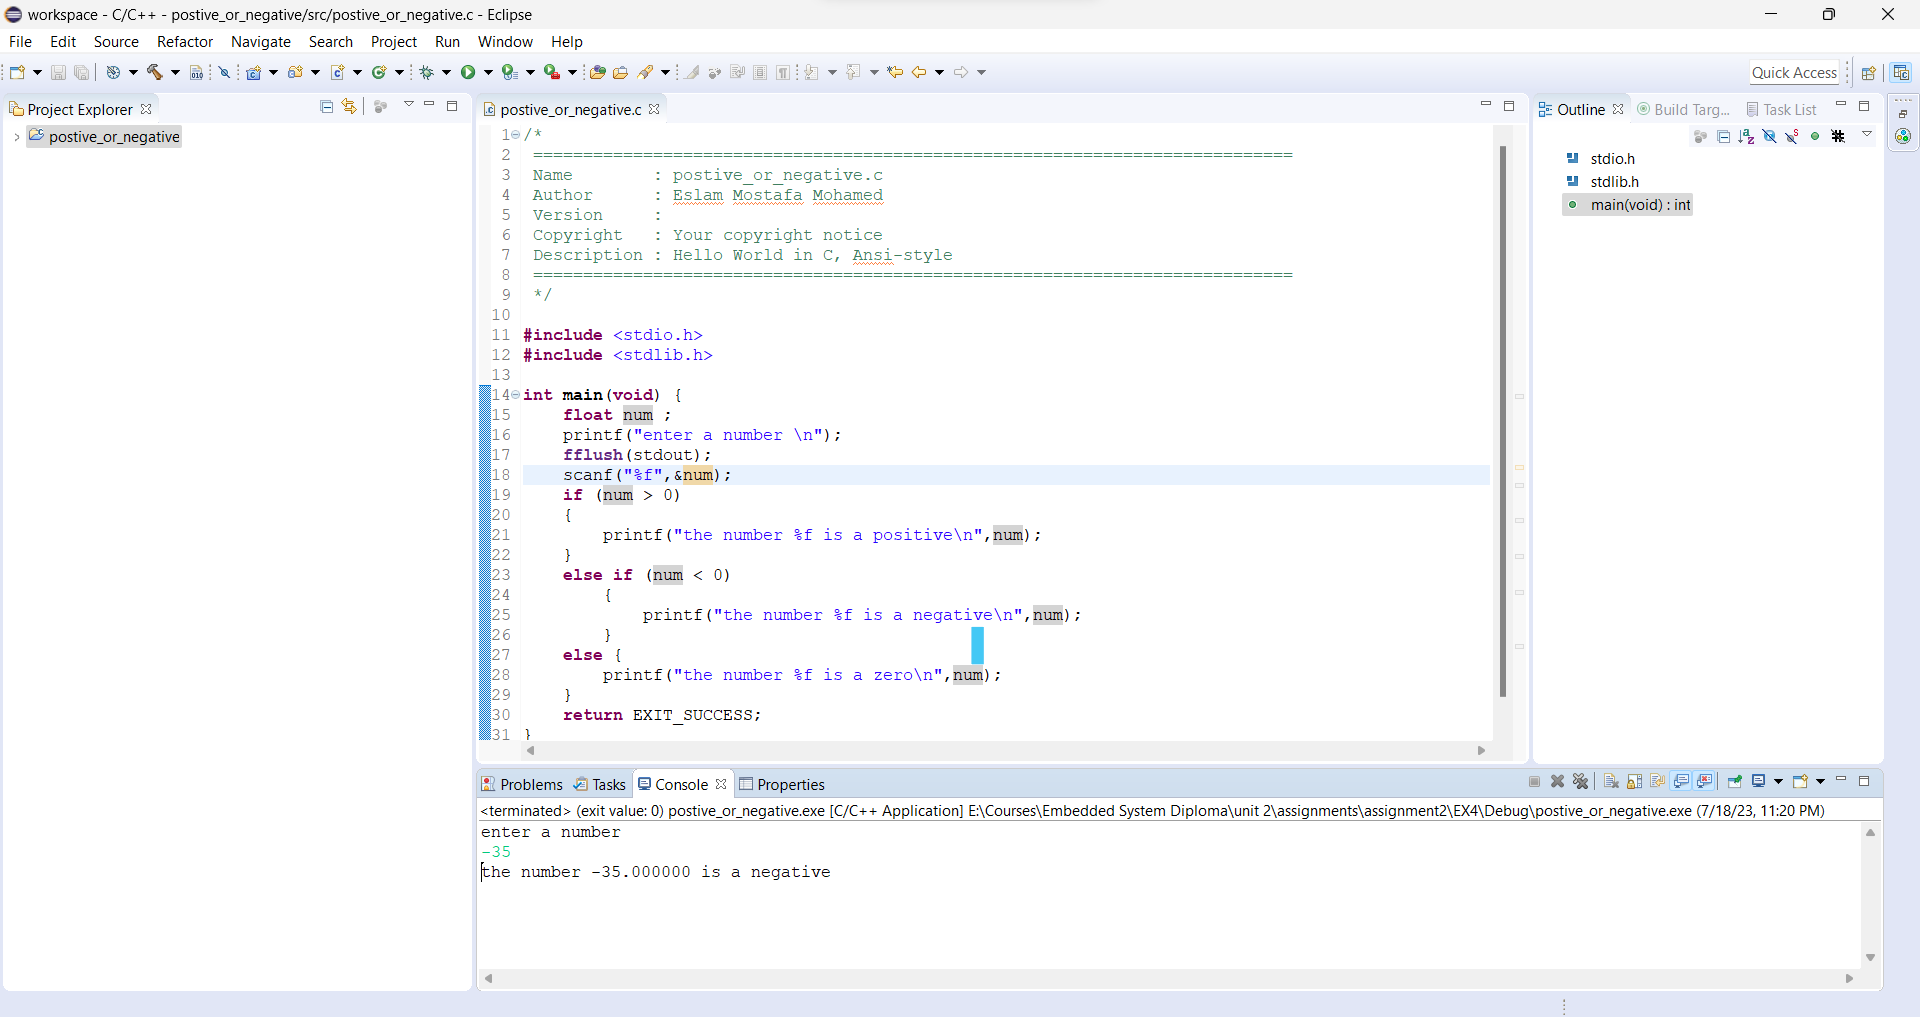 workspace - C/C++ - postive_or_negative/src/postive_or_negative.c - Eclipse
File Edit Source Refactor Navigate Search Project Run Window Help
Quick Access
Project Explorer
postive_or_negative.c
Outline Build Targ... Task List
postive_or_negative
stdio.h
stdlib.h
main(void) : int
1 /*
2 ============================================================================
3 Name        : postive_or_negative.c
4 Author      : Eslam Mostafa Mohamed
5 Version     :
6 Copyright   : Your copyright notice
7 Description : Hello World in C, Ansi-style
8 ============================================================================
9 */
10
11 #include <stdio.h>
12 #include <stdlib.h>
13
14 int main(void) {
15 float num ;
16 printf("enter a number \n");
17 fflush(stdout);
18 scanf("%f",&num);
19 if (num > 0)
20 {
21 printf("the number %f is a positive\n",num);
22 }
23 else if (num < 0)
24 {
25 printf("the number %f is a negative\n",num);
26 }
27 else {
28 printf("the number %f is a zero\n",num);
29 }
30 return EXIT_SUCCESS;
31 }
Problems Tasks Console Properties
<terminated> (exit value: 0) postive_or_negative.exe [C/C++ Application] E:\Courses\Embedded System Diploma\unit 2\assignments\assignment2\EX4\Debug\postive_or_negative.exe (7/18/23, 11:20 PM)
enter a number
-35
the number -35.000000 is a negative